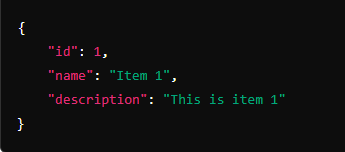 {
    "id": 1,
    "name": "Item 1",
    "description": "This is item 1"
}